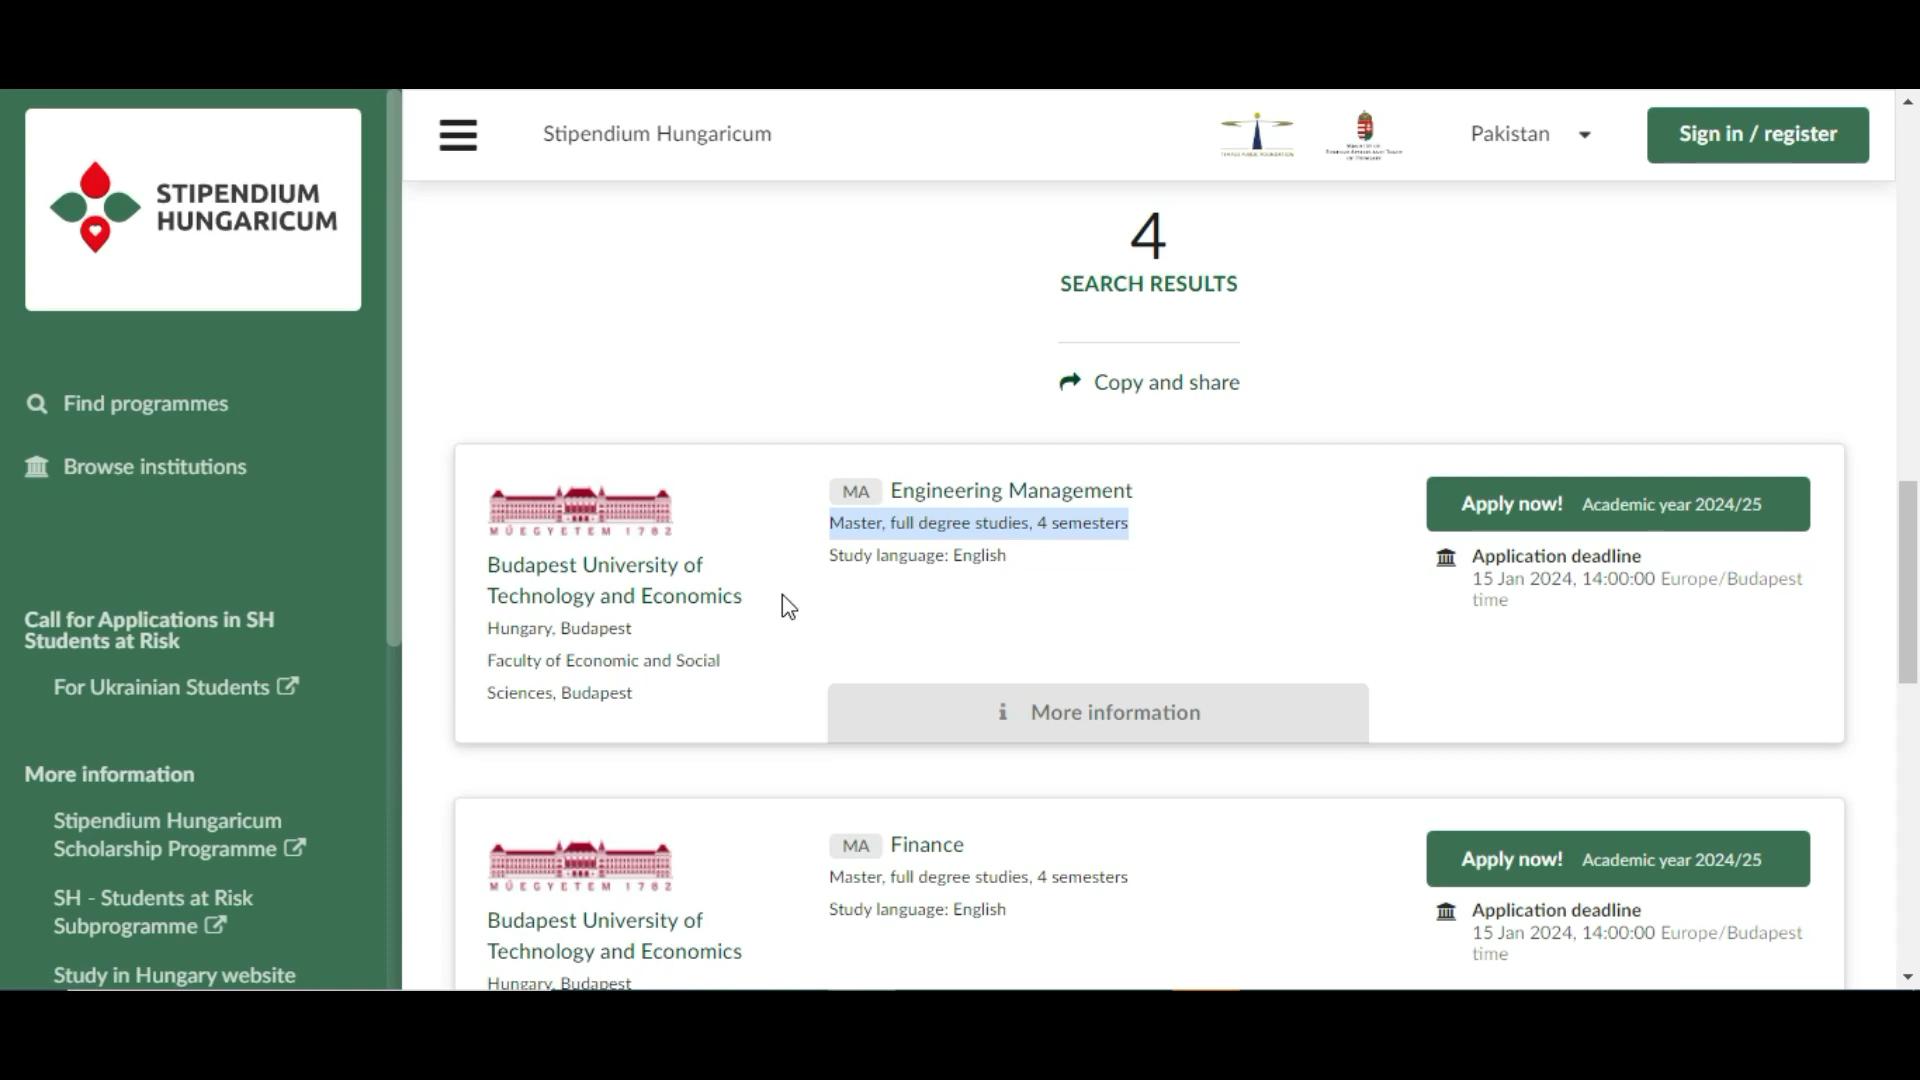 STIPENDIUM
HUNGARICUM
Find programmes
Browse institutions
Call for Applications in SH
Students at Risk
For Ukrainian Students
More information
Stipendium Hungaricum
Scholarship Programme
SH - Students at Risk
Subprogramme
Study in Hungary website
Stipendium Hungaricum
Pakistan
Sign in / register
4
SEARCH RESULTS
Copy and share
MŰEGYETEM 1782
Budapest University of
Technology and Economics
Hungary, Budapest
Faculty of Economic and Social
Sciences, Budapest
MA Engineering Management
Master, full degree studies, 4 semesters
Study language: English
More information
Apply now! Academic year 2024/25
Application deadline
15 Jan 2024, 14:00:00 Europe/Budapest
time
MŰEGYETEM 1782
Budapest University of
Technology and Economics
Hungary, Budapest
MA Finance
Master, full degree studies, 4 semesters
Study language: English
Apply now! Academic year 2024/25
Application deadline
15 Jan 2024, 14:00:00 Europe/Budapest
time